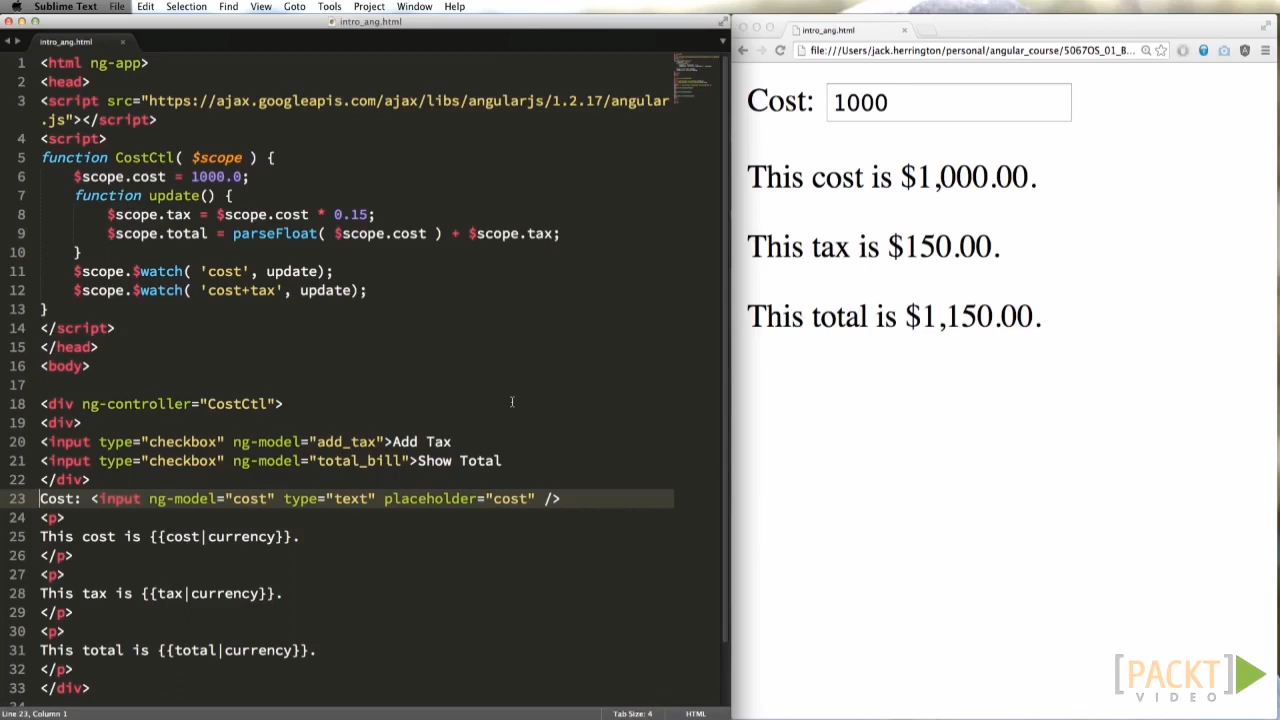 Sublime Text File Edit Selection Find View Goto Tools Project Window Help
intro_ang.html
intro_ang.html ×
1 <html ng-app>
2 <head>
3 <script src="https://ajax.googleapis.com/ajax/libs/angularjs/1.2.17/angular
.js"></script>
4 <script>
5 function CostCtl( $scope ) {
6 $scope.cost = 1000.0;
7 function update() {
8 $scope.tax = $scope.cost * 0.15;
9 $scope.total = parseFloat( $scope.cost ) + $scope.tax;
10 }
11 $scope.$watch( 'cost', update);
12 $scope.$watch( 'cost+tax', update);
13 }
14 </script>
15 </head>
16 <body>
17
18 <div ng-controller="CostCtl">
19 <div>
20 <input type="checkbox" ng-model="add_tax">Add Tax
21 <input type="checkbox" ng-model="total_bill">Show Total
22 </div>
23 Cost: <input ng-model="cost" type="text" placeholder="cost" />
24 <p>
25 This cost is {{cost|currency}}.
26 </p>
27 <p>
28 This tax is {{tax|currency}}.
29 </p>
30 <p>
31 This total is {{total|currency}}.
32 </p>
33 </div>
Line 23, Column 1 Tab Size: 4 HTML
intro_ang.html ×
file:///Users/jack.herrington/personal/angular_course/5067OS_01_B...
Cost: 1000
This cost is $1,000.00.
This tax is $150.00.
This total is $1,150.00.
[PACKT]
VIDEO